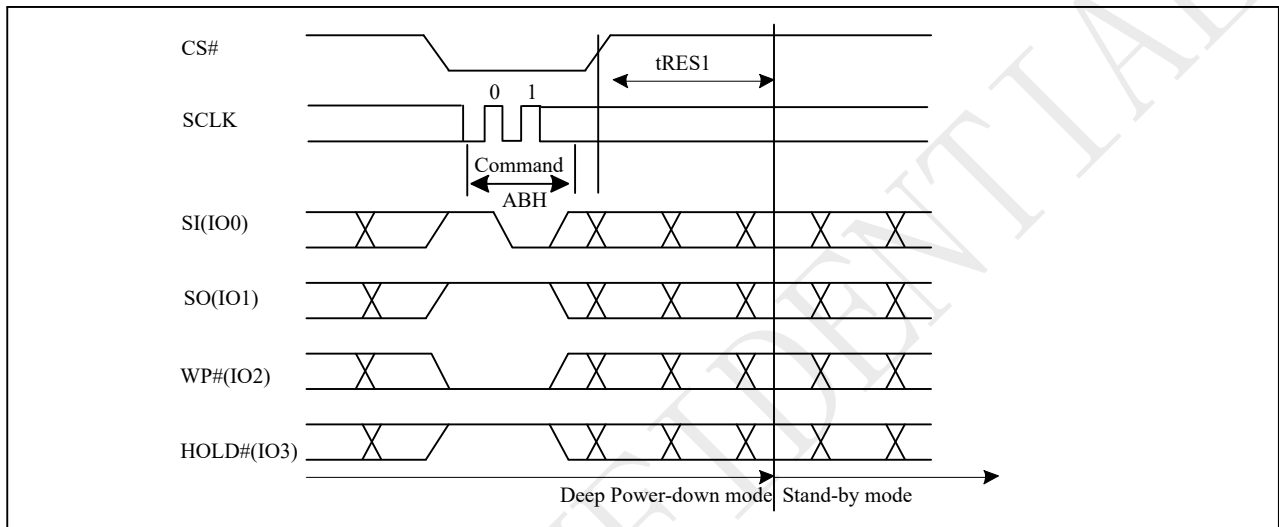 CS#
tRES1
0 1
SCLK
Command
ABH
SI(IO0)
SO(IO1)
WP#(IO2)
HOLD#(IO3)
Deep Power-down mode Stand-by mode
IDENTIAL